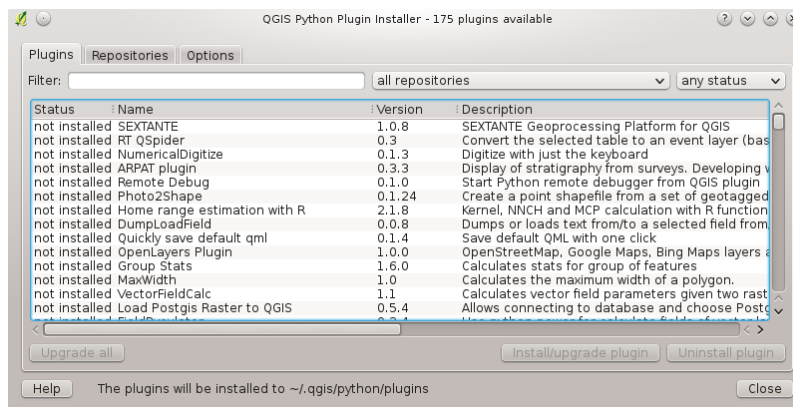 QGIS Python Plugin Installer - 175 plugins available
Plugins Repositories Options
Filter: all repositories any status
Status Name Version Description
not installed SEXTANTE 1.0.8 SEXTANTE Geoprocessing Platform for QGIS
not installed RT QSpider 0.3 Convert the selected table to an event layer (bas
not installed NumericalDigitize 0.1.3 Digitize with just the keyboard
not installed ARPAT plugin 0.3.3 Display of stratigraphy from surveys. Developing
not installed Remote Debug 0.1.0 Start Python remote debugger from QGIS plugin
not installed Photo2Shape 0.1.24 Create a point shapefile from a set of geotagged
not installed Home range estimation with R 2.1.8 Kernel, NNCH and MCP calculation with R function
not installed DumpLoadField 0.0.8 Dumps or loads text from/to a selected field from
not installed Quickly save default qml 0.1.4 Save default QML with one click
not installed OpenLayers Plugin 1.0.0 OpenStreetMap, Google Maps, Bing Maps layers
not installed Group Stats 1.6.0 Calculates stats for group of features
not installed MaxWidth 1.0 Calculates the maximum width of a polygon.
not installed VectorFieldCalc 1.1 Calculates vector field parameters given two rast
not installed Load Postgis Raster to QGIS 0.5.4 Allows connecting to database and choose Postg
Upgrade all Install/upgrade plugin Uninstall plugin
Help The plugins will be installed to ~/.qgis/python/plugins Close